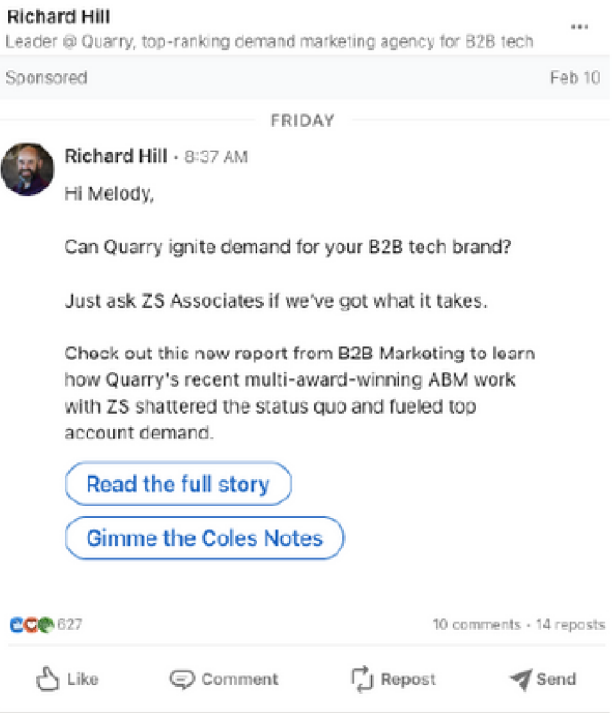 Richard Hill
Leader @ Quarry, top-ranking demand marketing agency for B2B tech
Sponsored
Feb 10
FRIDAY
Richard Hill • 8:37 AM
Hi Melody,
Can Quarry ignite demand for your B2B tech brand?
Just ask ZS Associates if we've got what it takes.
Check out this new report from B2B Marketing to learn
how Quarry's recent multi-award-winning ABM work
with ZS shattered the status quo and fueled top
account demand.
Read the full story
Gimme the Coles Notes
627
10 comments • 14 reposts
Like
Comment
Repost
Send